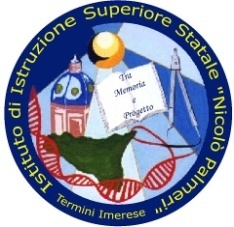 Istituto di Istruzione Superiore Statale "Nicolò Palmeri"
Tra
Memoria
e
Progetto
Termini Imerese